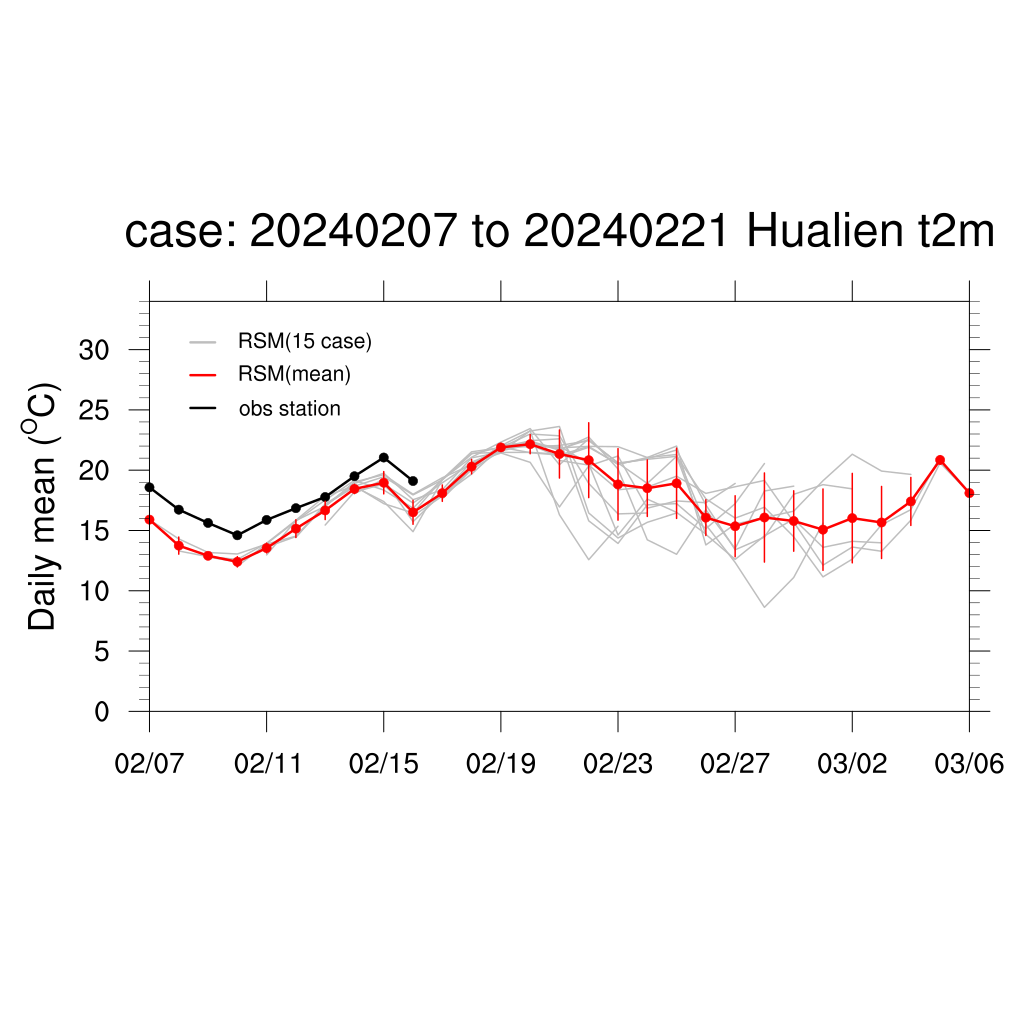 case: 20240207 to 20240221 Hualien t2m
RSM(15 case)
RSM(mean)
obs station
Daily mean (OC)
30
25
20
15
10
5
0
02/07 02/11 02/15 02/19 02/23 02/27 03/02 03/06